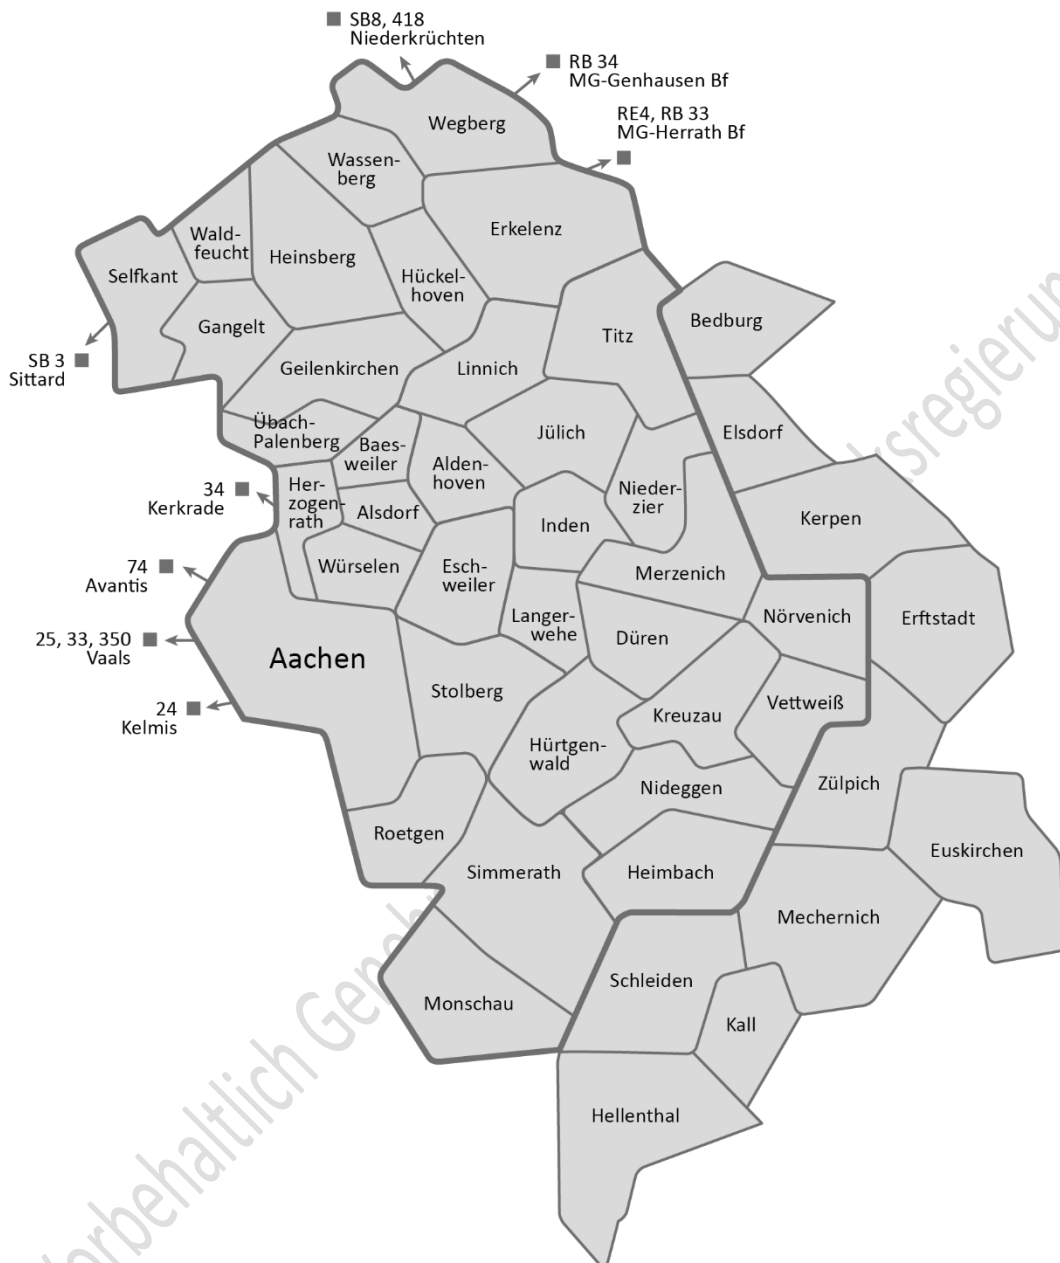 SB8, 418
Niederkrüchten
RB 34
MG-Genhausen Bf
RE4, RB 33
MG-Herrath Bf
Wegberg
Wassen-
berg
Erkelenz
Wald-
feucht
Heinsberg
Selfkant
Hückel-
hoven
Gangelt
Titz
Bedburg
SB 3
Sittard
Geilenkirchen
Linnich
Übach-
Palenberg
Baes-
weiler
Jülich
Elsdorf
Alden-
hoven
34
Kerkrade
Her-
zogen-
rath
Alsdorf
Nieder-
zier
Inden
Kerpen
74
Avantis
Würselen
Esch-
weiler
Merzenich
25, 33, 350
Vaals
Aachen
Langer-
wehe
Düren
Nörvenich
Erftstadt
24
Kelmis
Stolberg
Kreuzau
Vettweiß
Hürtgen-
wald
Nideggen
Zülpich
Roetgen
Simmerath
Heimbach
Euskirchen
Mechernich
Monschau
Schleiden
Kall
Hellenthal